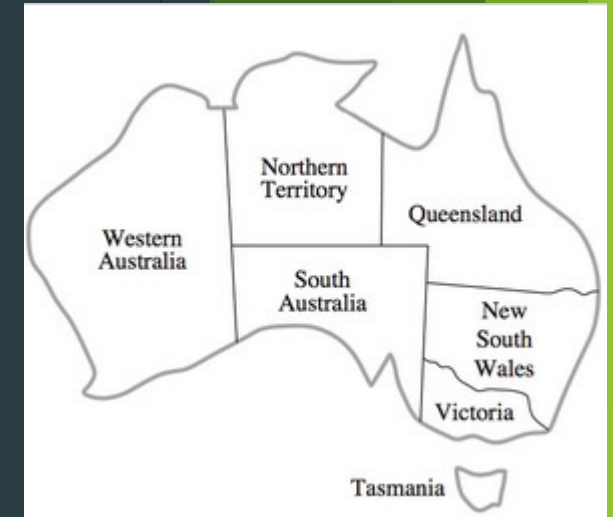 Northern
Territory
Queensland
Western
Australia
South
Australia
New
South
Wales
Victoria
Tasmania